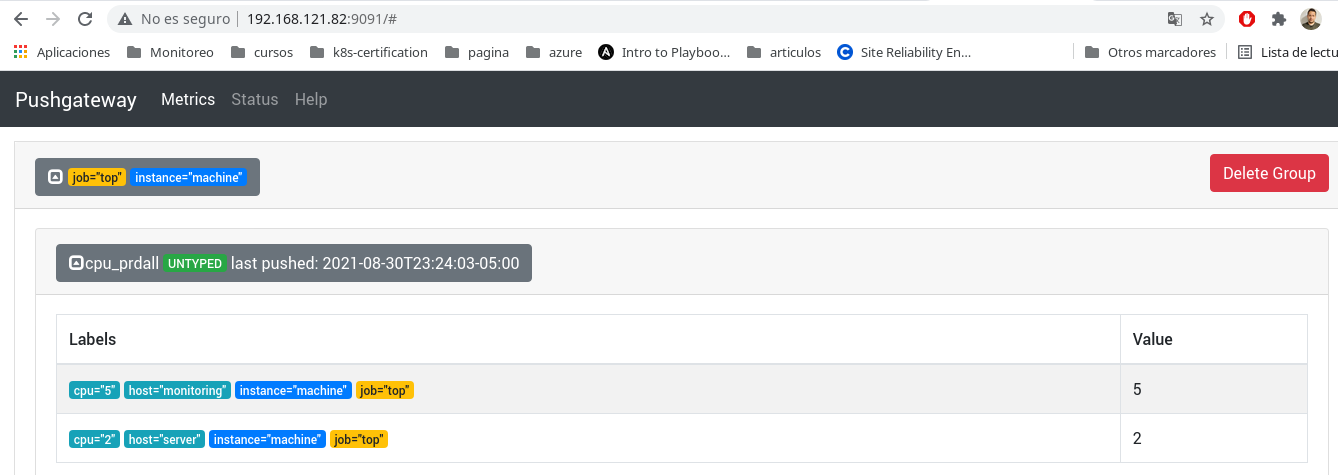 No es seguro 192.168.121.82:9091/#
Aplicaciones Monitoreo cursos k8s-certification pagina azure A Intro to Playboo... articulos C Site Reliability En... Otros marcadores Lista de lectu
Pushgateway Metrics Status Help
job="top" instance="machine" Delete Group
cpu_prdall UNTYPED last pushed: 2021-08-30T23:24:03-05:00
Labels Value
cpu="5" host="monitoring" instance="machine" job="top" 5
cpu="2" host="server" instance="machine" job="top" 2